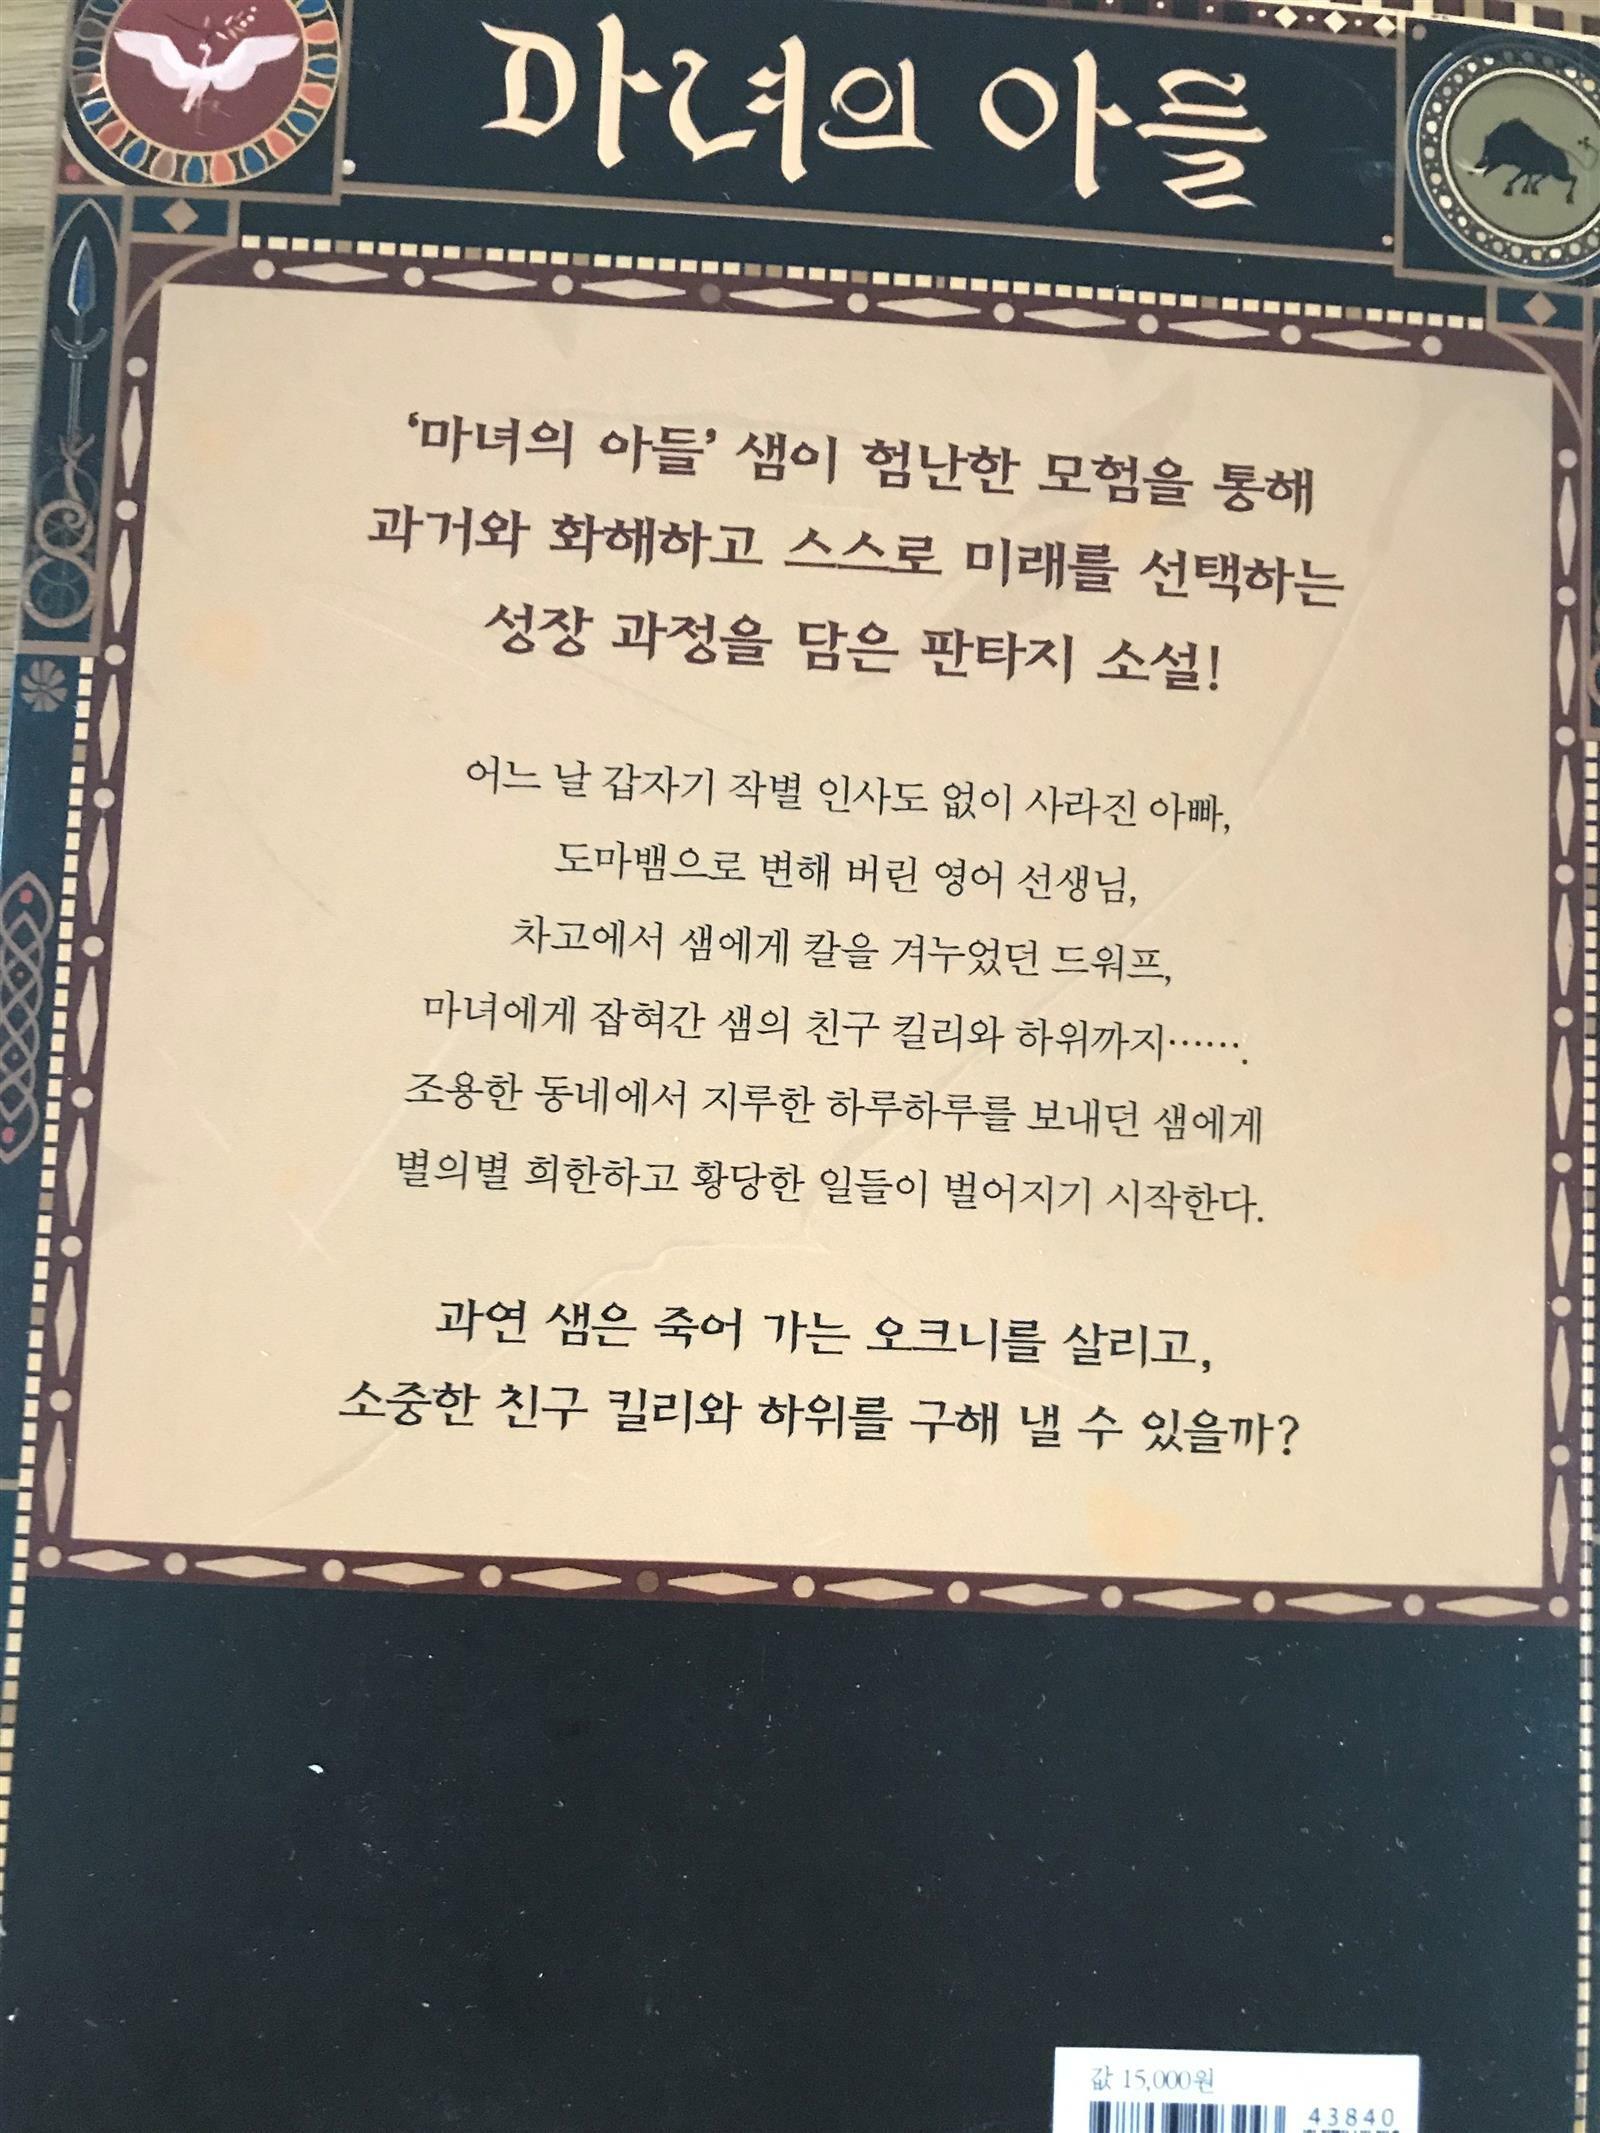 마녀의 아들
‘마녀의 아들’ 샘이 험난한 모험을 통해
과거와 화해하고 스스로 미래를 선택하는
성장 과정을 담은 판타지 소설!
어느 날 갑자기 작별 인사도 없이 사라진 아빠,
도마뱀으로 변해 버린 영어 선생님,
차고에서 샘에게 칼을 겨누었던 드워프,
마녀에게 잡혀간 샘의 친구 킬리와 하위까지…….
조용한 동네에서 지루한 하루하루를 보내던 샘에게
별의별 희한하고 황당한 일들이 벌어지기 시작한다.
과연 샘은 죽어 가는 오크니를 살리고,
소중한 친구 킬리와 하위를 구해 낼 수 있을까?
값 15,000원
43840